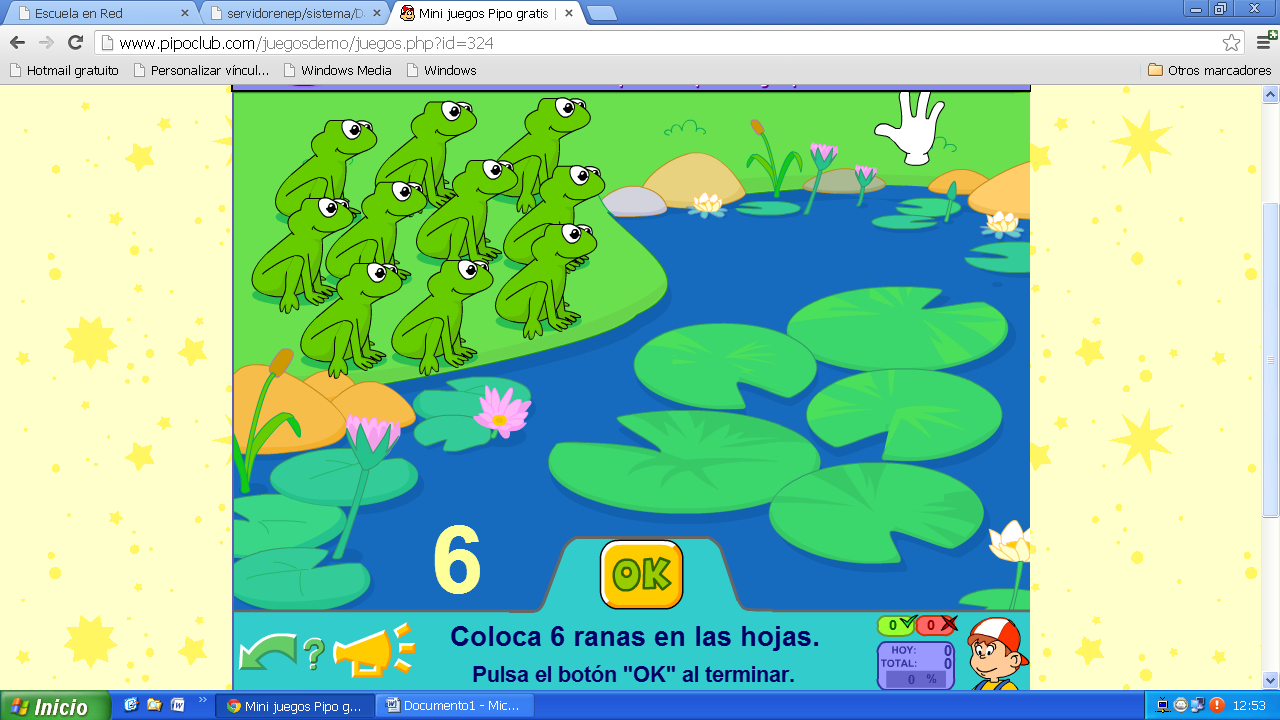 Escuela en Red
servidorenep/sistema/D
Mini juegos Pipo gratis |
www.pipoclub.com/juegosdemo/juegos.php?id=324
Hotmail gratuito
Personalizar víncul...
Windows Media
Windows
Otros marcadores
6
OK
Coloca 6 ranas en las hojas.
Pulsa el botón "OK" al terminar.
?
0
0
HOY: 0
TOTAL: 0
0 %
Inicio
Mini juegos Pipo g...
Documento1 - Mic...
12:53